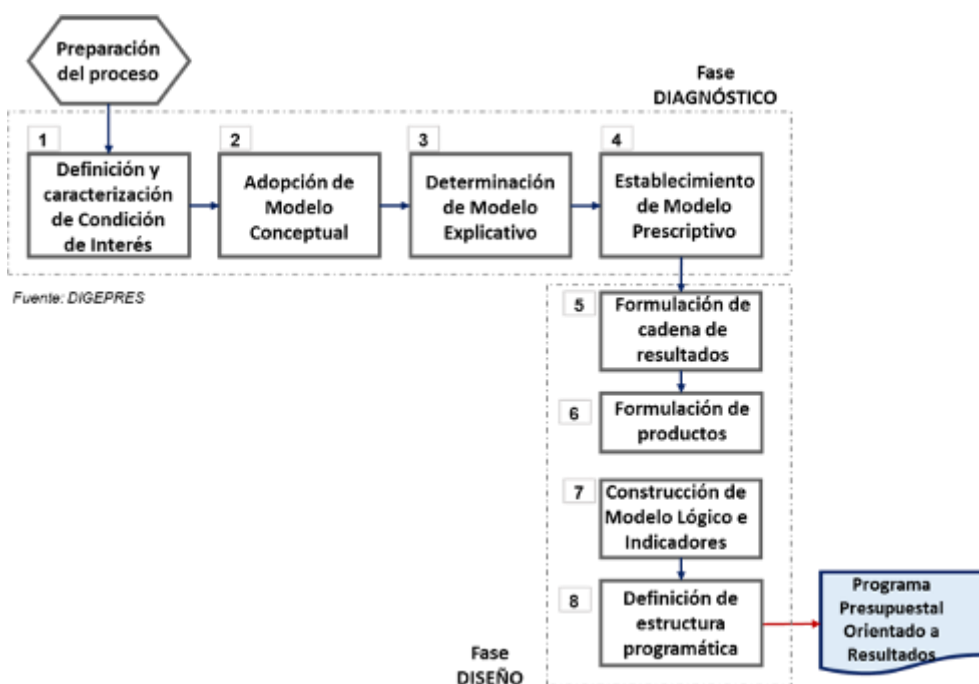 Preparación
del proceso
Fase
DIAGNÓSTICO
1
Definición y
caracterización
de Condición
de Interés
2
Adopción de
Modelo
Conceptual
3
Determinación
de Modelo
Explicativo
4
Establecimiento
de Modelo
Prescriptivo
Fuente: DIGEPRES
5
Formulación de
cadena de
resultados
6
Formulación de
productos
7
Construcción de
Modelo Lógico e
Indicadores
8
Definición de
estructura
programática
Programa
Presupuestal
Orientado a
Resultados
Fase
DISEÑO